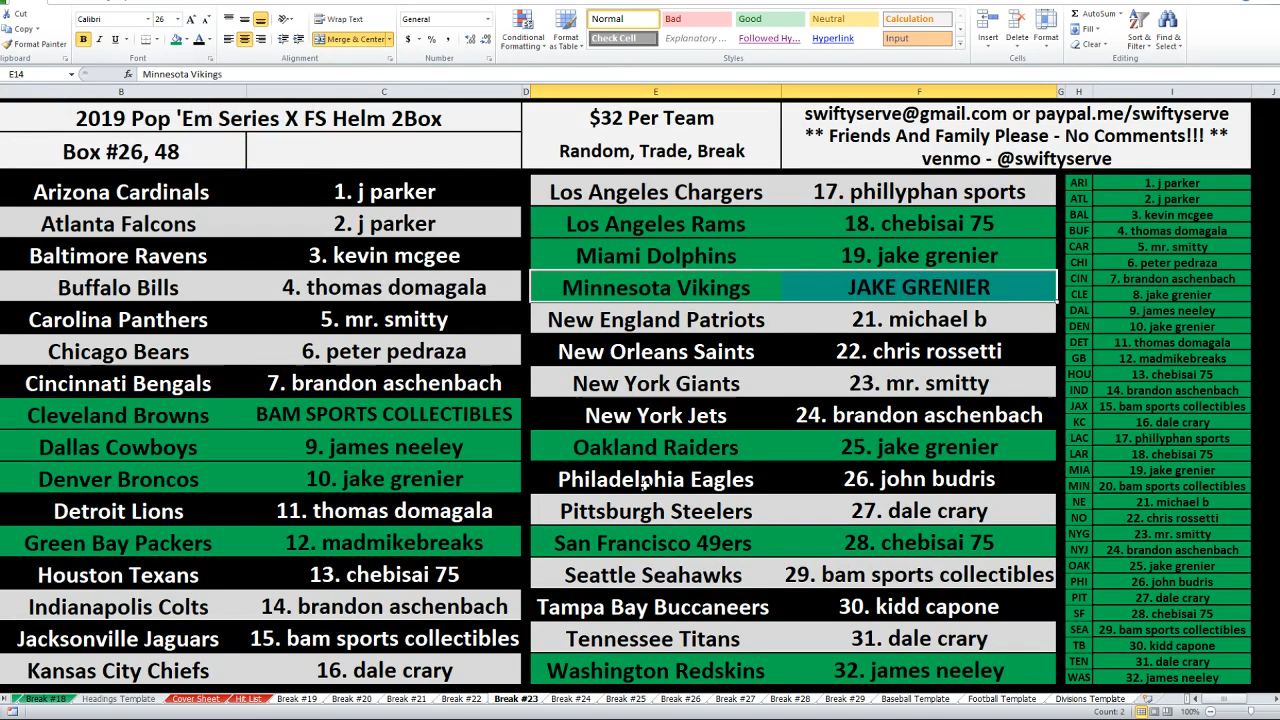 Cut
Calibri
26
Wrap Text
General
Normal
Bad
Good
Neutral
Calculation
Copy
Format Painter
Merge & Center
Conditional Formatting
Format as Table
Check Cell
Explanatory ...
Followed Hy...
Hyperlink
Input
Insert
Delete
Format
AutoSum
Fill
Clear
Sort & Filter
Find & Select
Clipboard
Font
Alignment
Number
Styles
Cells
Editing
E14
fx
Minnesota Vikings
B C D E F G H I J
2019 Pop 'Em Series X FS Helm 2Box
Box #26, 48
$32 Per Team
Random, Trade, Break
swiftyserve@gmail.com or paypal.me/swiftyserve
** Friends And Family Please - No Comments!!! **
venmo - @swiftyserve
Arizona Cardinals 1. j parker
Atlanta Falcons 2. j parker
Baltimore Ravens 3. kevin mcgee
Buffalo Bills 4. thomas domagala
Carolina Panthers 5. mr. smitty
Chicago Bears 6. peter pedraza
Cincinnati Bengals 7. brandon aschenbach
Cleveland Browns BAM SPORTS COLLECTIBLES
Dallas Cowboys 9. james neeley
Denver Broncos 10. jake grenier
Detroit Lions 11. thomas domagala
Green Bay Packers 12. madmikebreaks
Houston Texans 13. chebisai 75
Indianapolis Colts 14. brandon aschenbach
Jacksonville Jaguars 15. bam sports collectibles
Kansas City Chiefs 16. dale crary
Los Angeles Chargers 17. phillyphan sports
Los Angeles Rams 18. chebisai 75
Miami Dolphins 19. jake grenier
Minnesota Vikings JAKE GRENIER
New England Patriots 21. michael b
New Orleans Saints 22. chris rossetti
New York Giants 23. mr. smitty
New York Jets 24. brandon aschenbach
Oakland Raiders 25. jake grenier
Philadelphia Eagles 26. john budris
Pittsburgh Steelers 27. dale crary
San Francisco 49ers 28. chebisai 75
Seattle Seahawks 29. bam sports collectibles
Tampa Bay Buccaneers 30. kidd capone
Tennessee Titans 31. dale crary
Washington Redskins 32. james neeley
ARI 1. j parker
ATL 2. j parker
BAL 3. kevin mcgee
BUF 4. thomas domagala
CAR 5. mr. smitty
CHI 6. peter pedraza
CIN 7. brandon aschenbach
CLE 8. jake grenier
DAL 9. james neeley
DEN 10. jake grenier
DET 11. thomas domagala
GB 12. madmikebreaks
HOU 13. chebisai 75
IND 14. brandon aschenbach
JAX 15. bam sports collectibles
KC 16. dale crary
LAC 17. phillyphan sports
LAR 18. chebisai 75
MIA 19. jake grenier
MIN 20. bam sports collectibles
NE 21. michael b
NO 22. chris rossetti
NYG 23. mr. smitty
NYJ 24. brandon aschenbach
OAK 25. jake grenier
PHI 26. john budris
PIT 27. dale crary
SF 28. chebisai 75
SEA 29. bam sports collectibles
TB 30. kidd capone
TEN 31. dale crary
WAS 32. james neeley
Break #18 Headings Template Cover Sheet Hit List Break #19 Break #20 Break #21 Break #22 Break #23 Break #24 Break #25 Break #26 Break #27 Break #28 Break #29 Baseball Template Football Template Divisions Template
Count: 2 100%